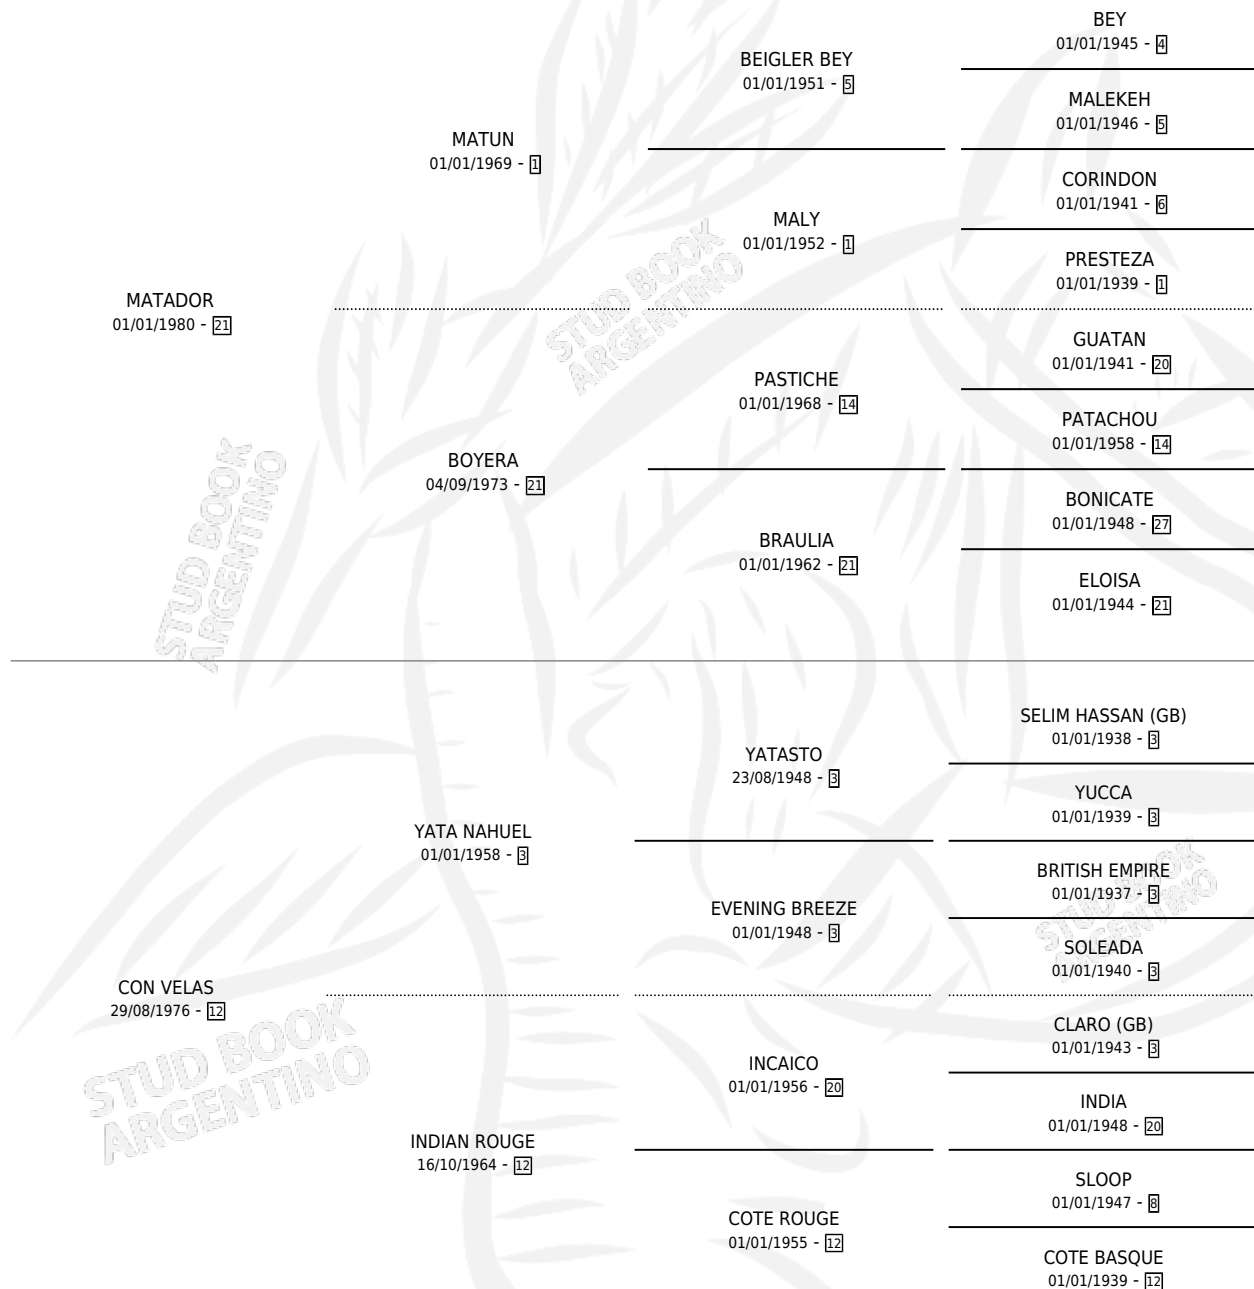 BEY
01/01/1945 - 4
BEIGLER BEY
01/01/1951 - 5
MALEKEH
01/01/1946 - 5
MATUN
01/01/1969 - 1
CORINDON
01/01/1941 - 6
MALY
01/01/1952 - 1
PRESTEZA
01/01/1939 - 1
MATADOR
01/01/1980 - 21
GUATAN
01/01/1941 - 20
PASTICHE
01/01/1968 - 14
PATACHOU
01/01/1958 - 14
BOYERA
04/09/1973 - 21
BONICATE
01/01/1948 - 27
BRAULIA
01/01/1962 - 21
ELOISA
01/01/1944 - 21
STUD BOOK
ARGENTINO
STUD BOOK
ARGENTINO
SELIM HASSAN (GB)
01/01/1938 - 3
YATASTO
23/08/1948 - 3
YUCCA
01/01/1939 - 3
YATA NAHUEL
01/01/1958 - 3
BRITISH EMPIRE
01/01/1937 - 3
EVENING BREEZE
01/01/1948 - 3
SOLEADA
01/01/1940 - 3
CON VELAS
29/08/1976 - 12
CLARO (GB)
01/01/1943 - 3
INCAICO
01/01/1956 - 20
INDIA
01/01/1948 - 20
INDIAN ROUGE
16/10/1964 - 12
SLOOP
01/01/1947 - 8
COTE ROUGE
01/01/1955 - 12
COTE BASQUE
01/01/1939 - 12
STUD BOOK
ARGENTINO
STUD BOOK
ARGENTINO